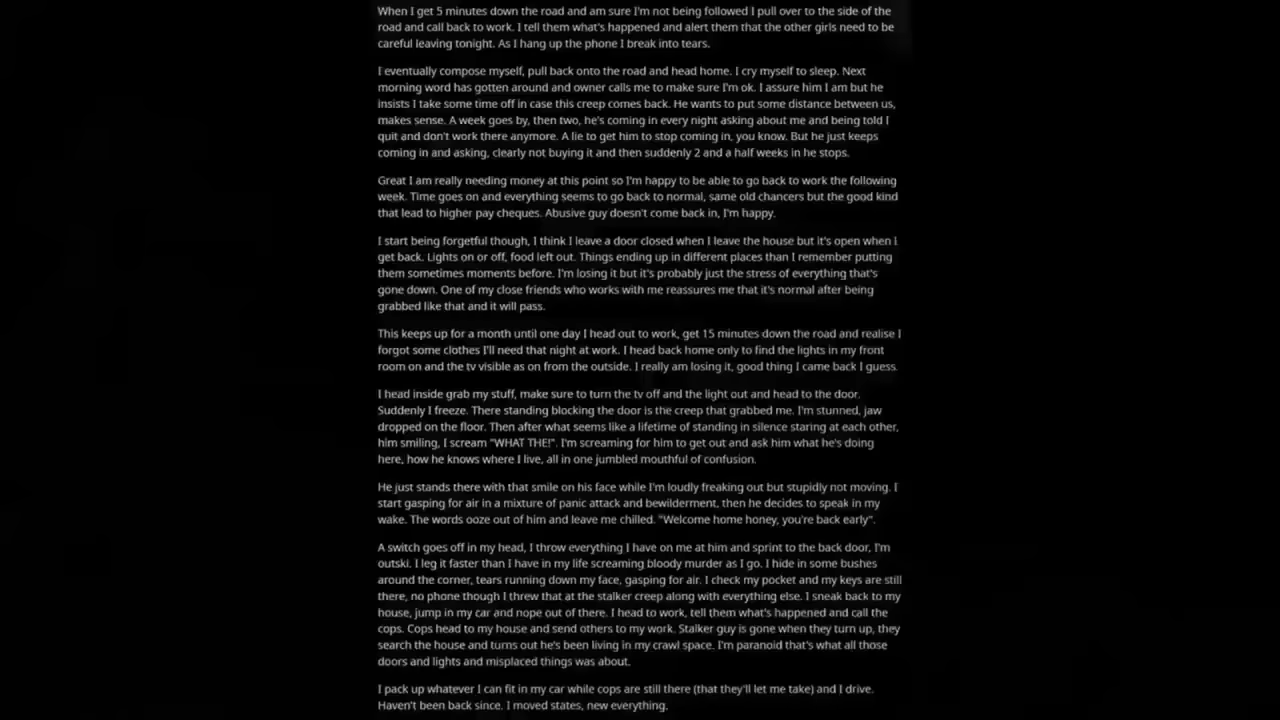 When I get 5 minutes down the road and am sure I'm not being followed I pull over to the side of the
road and call back to work. I tell them what's happened and alert them that the other girls need to be
careful leaving tonight. As I hang up the phone I break into tears.
I eventually compose myself, pull back onto the road and head home. I cry myself to sleep. Next
morning word has gotten around and owner calls me to make sure I'm ok. I assure him I am but he
insists I take some time off in case this creep comes back. He wants to put some distance between us,
makes sense. A week goes by, then two, he's coming in every night asking about me and being told I
quit and don't work there anymore. A lie to get him to stop coming in, you know. But he just keeps
coming in and asking, clearly not buying it and then suddenly 2 and a half weeks in he stops.
Great I am really needing money at this point so I'm happy to be able to go back to work the following
week. Time goes on and everything seems to go back to normal, same old chancers but the good kind
that lead to higher pay cheques. Abusive guy doesn't come back in, I'm happy.
I start being forgetful though, I think I leave a door closed when I leave the house but it's open when I
get back. Lights on or off, food left out. Things ending up in different places than I remember putting
them sometimes moments before. I'm losing it but it's probably just the stress of everything that's
gone down. One of my close friends who works with me reassures me that it's normal after being
grabbed like that and it will pass.
This keeps up for a month until one day I head out to work, get 15 minutes down the road and realise I
forgot some clothes I'll need that night at work. I head back home only to find the lights in my front
room on and the tv visible as on from the outside. I really am losing it, good thing I came back I guess.
I head inside grab my stuff, make sure to turn the tv off and the light out and head to the door.
Suddenly I freeze. There standing blocking the door is the creep that grabbed me. I'm stunned, jaw
dropped on the floor. Then after what seems like a lifetime of standing in silence staring at each other,
him smiling, I scream "WHAT THE!". I'm screaming for him to get out and ask him what he's doing
here, how he knows where I live, all in one jumbled mouthful of confusion.
He just stands there with that smile on his face while I'm loudly freaking out but stupidly not moving. I
start gasping for air in a mixture of panic attack and bewilderment, then he decides to speak in my
wake. The words ooze out of him and leave me chilled. "Welcome home honey, you're back early".
A switch goes off in my head, I throw everything I have on me at him and sprint to the back door, I'm
outski. I leg it faster than I have in my life screaming bloody murder as I go. I hide in some bushes
around the corner, tears running down my face, gasping for air. I check my pocket and my keys are still
there, no phone though I threw that at the stalker creep along with everything else. I sneak back to my
house, jump in my car and nope out of there. I head to work, tell them what's happened and call the
cops. Cops head to my house and send others to my work. Stalker guy is gone when they turn up, they
search the house and turns out he's been living in my crawl space. I'm paranoid that's what all those
doors and lights and misplaced things was about.
I pack up whatever I can fit in my car while cops are still there (that they'll let me take) and I drive.
Haven't been back since. I moved states, new everything.